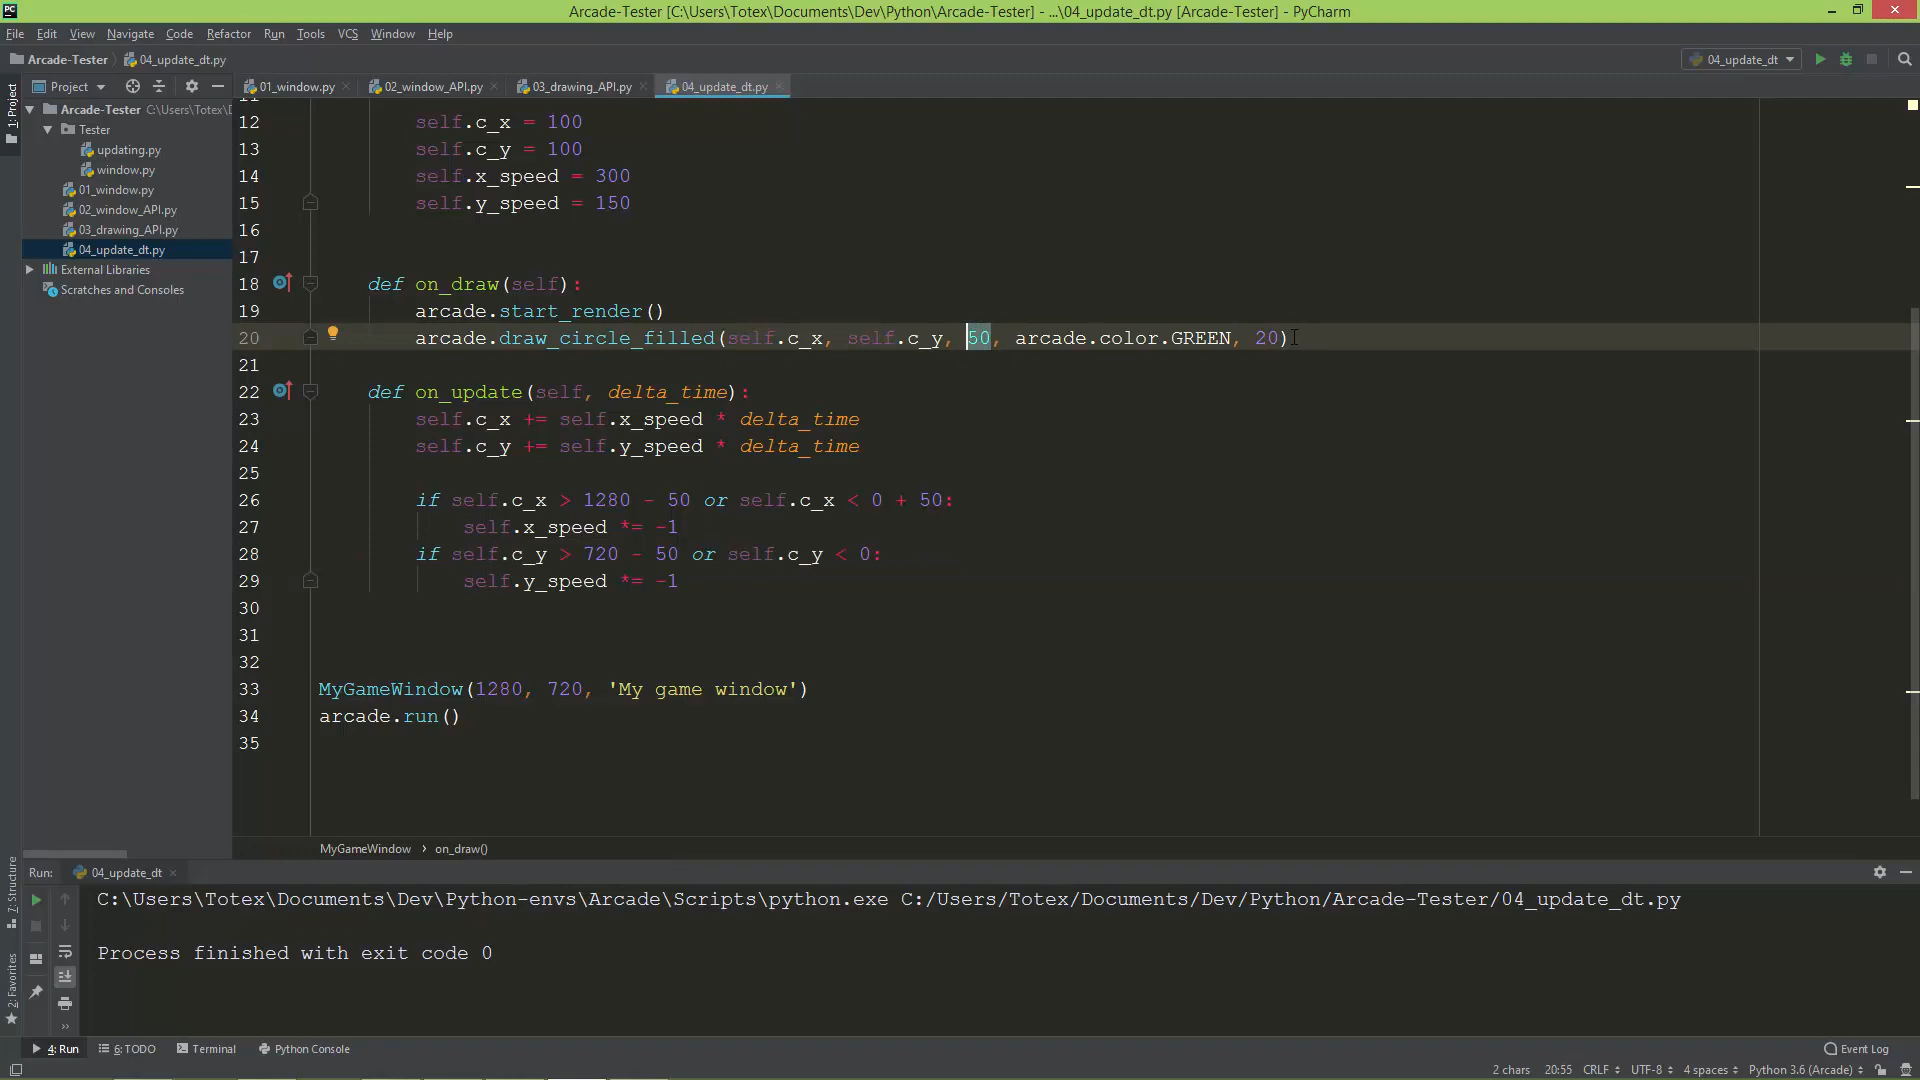 Arcade-Tester [C:\Users\Totex\Documents\Dev\Python\Arcade-Tester] - ...\04_update_dt.py [Arcade-Tester] - PyCharm
File Edit View Navigate Code Refactor Run Tools VCS Window Help
Arcade-Tester 04_update_dt.py 04_update_dt
Project 01_window.py 02_window_API.py 03_drawing_API.py 04_update_dt.py
1: Project
Arcade-Tester C:\Users\Totex\D
Tester
updating.py
window.py
01_window.py
02_window_API.py
03_drawing_API.py
04_update_dt.py
External Libraries
Scratches and Consoles
12 self.c_x = 100
13 self.c_y = 100
14 self.x_speed = 300
15 self.y_speed = 150
16
17
18 def on_draw(self):
19 arcade.start_render()
20 arcade.draw_circle_filled(self.c_x, self.c_y, 50, arcade.color.GREEN, 20)
21
22 def on_update(self, delta_time):
23 self.c_x += self.x_speed * delta_time
24 self.c_y += self.y_speed * delta_time
25
26 if self.c_x > 1280 - 50 or self.c_x < 0 + 50:
27 self.x_speed *= -1
28 if self.c_y > 720 - 50 or self.c_y < 0:
29 self.y_speed *= -1
30
31
32
33 MyGameWindow(1280, 720, 'My game window')
34 arcade.run()
35
MyGameWindow › on_draw()
7: Structure
2: Favorites
Run: 04_update_dt
C:\Users\Totex\Documents\Dev\Python-envs\Arcade\Scripts\python.exe C:/Users/Totex/Documents/Dev/Python/Arcade-Tester/04_update_dt.py
Process finished with exit code 0
4: Run 6: TODO Terminal Python Console Event Log
2 chars 20:55 CRLF UTF-8 4 spaces Python 3.6 (Arcade)